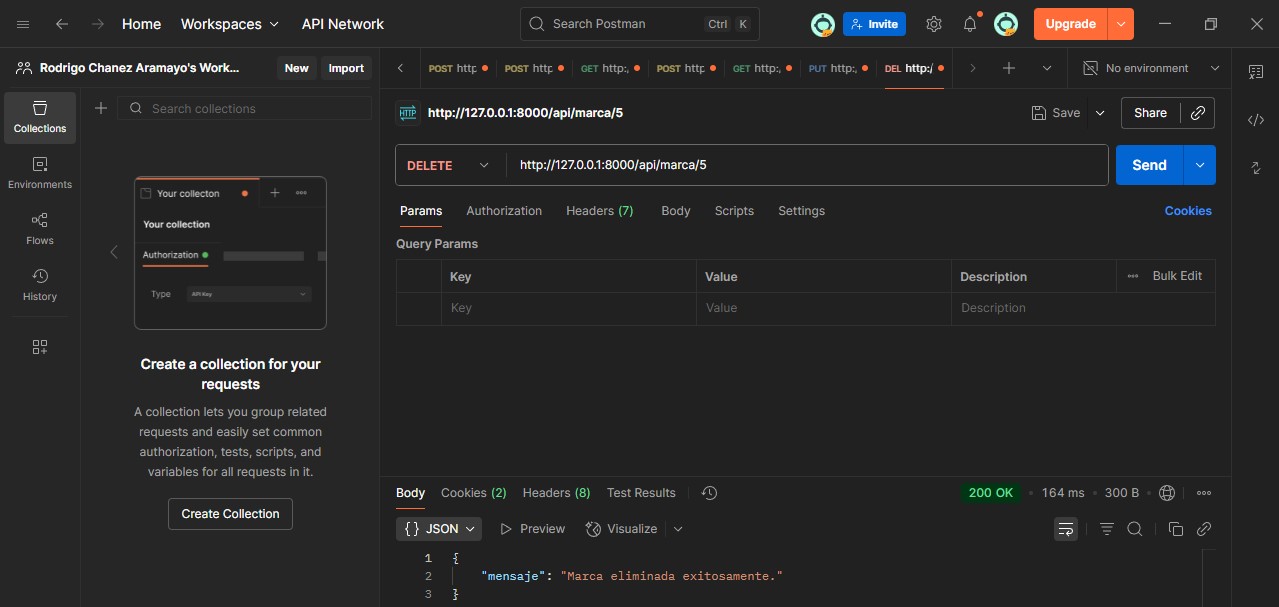 Home Workspaces API Network Search Postman Ctrl K Invite Upgrade
Rodrigo Chanez Aramayo's Work... New Import
POST http POST http GET http:, POST http GET http:, PUT http:, DEL http:/ No environment
Collections
Search collections
Environments
Flows
History
Your collecton
Your collection
Authorization
Type API Key
Create a collection for your
requests
A collection lets you group related
requests and easily set common
authorization, tests, scripts, and
variables for all requests in it.
Create Collection
HTTP http://127.0.0.1:8000/api/marca/5 Save Share
DELETE http://127.0.0.1:8000/api/marca/5 Send
Params Authorization Headers (7) Body Scripts Settings Cookies
Query Params
Key Value Description Bulk Edit
Key Value Description
Body Cookies (2) Headers (8) Test Results 200 OK • 164 ms • 300 B •
{} JSON Preview Visualize
1 {
2 "mensaje": "Marca eliminada exitosamente."
3 }